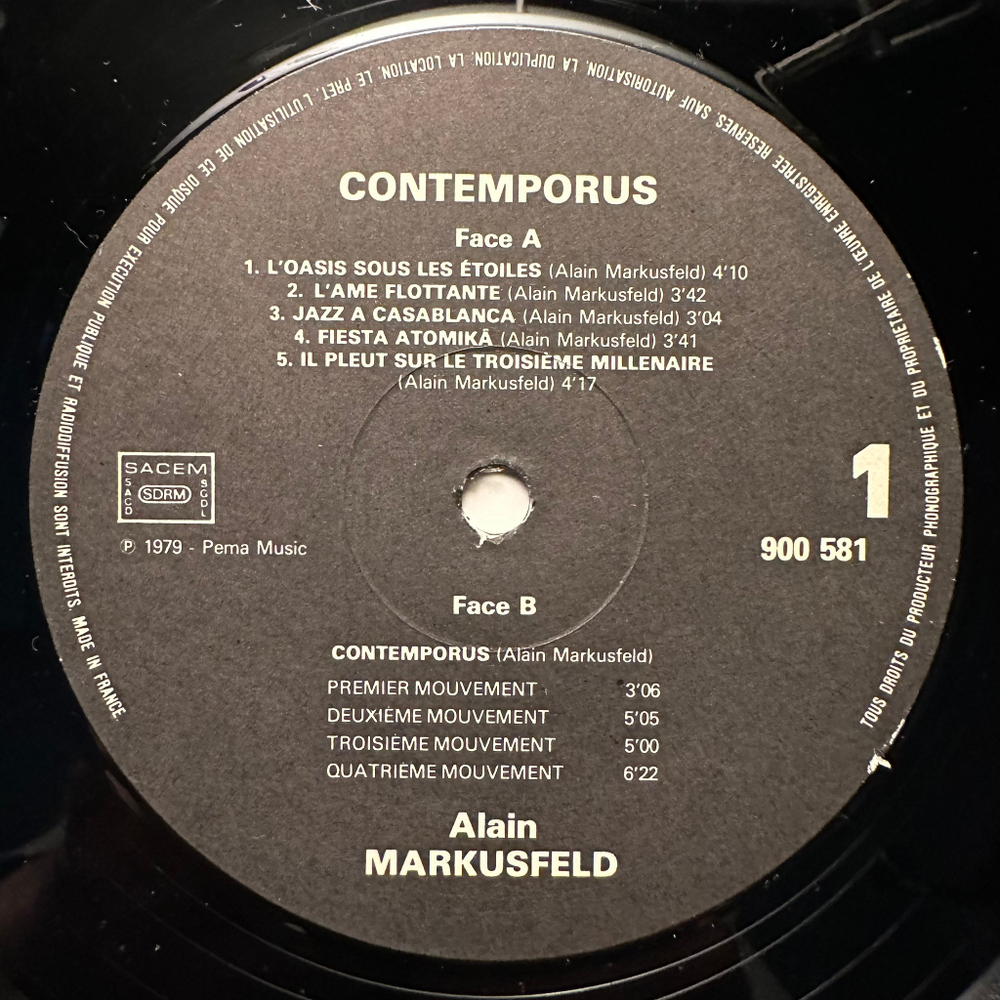 CONTEMPORUS
Face A
1. L'OASIS SOUS LES ÉTOILES (Alain Markusfeld) 4'10
2. L'AME FLOTTANTE (Alain Markusfeld) 3'42
3. JAZZ A CASABLANCA (Alain Markusfeld) 3'04
4. FIESTA ATOMIKÂ (Alain Markusfeld) 3'41
5. IL PLEUT SUR LE TROISIÈME MILLENAIRE
(Alain Markusfeld) 4'17
SACEM
SACD
SDRM
SGDL
℗ 1979 - Pema Music
1
900 581
Face B
CONTEMPORUS (Alain Markusfeld)
PREMIER MOUVEMENT 3'06
DEUXIÉME MOUVEMENT 5'05
TROISIÈME MOUVEMENT 5'00
QUATRIÈME MOUVEMENT 6'22
Alain
MARKUSFELD
TOUS DROITS DU PRODUCTEUR PHONOGRAPHIQUE ET DU PROPRIETAIRE DE L'ŒUVRE ENREGISTREE RESERVES. SAUF AUTORISATION, LA DUPLICATION, LA LOCATION, LE PRET, L'UTILISATION DE CE DISQUE POUR EXECUTION PUBLIQUE ET RADIODIFFUSION SONT INTERDITS. MADE IN FRANCE.